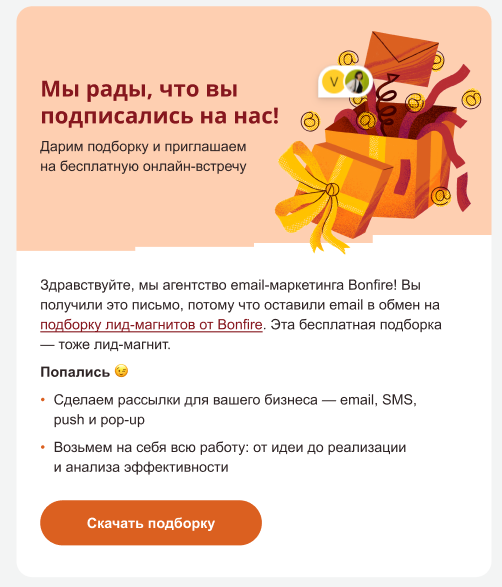 Мы рады, что вы
подписались на нас!
Дарим подборку и приглашаем
на бесплатную онлайн-встречу
V
@
@
@
@
@
@
Здравствуйте, мы агентство email-маркетинга Bonfire! Вы
получили это письмо, потому что оставили email в обмен на
подборку лид-магнитов от Bonfire. Эта бесплатная подборка
— тоже лид-магнит.
Попались 😉
• Сделаем рассылки для вашего бизнеса — email, SMS,
push и pop-up
• Возьмем на себя всю работу: от идеи до реализации
и анализа эффективности
Скачать подборку